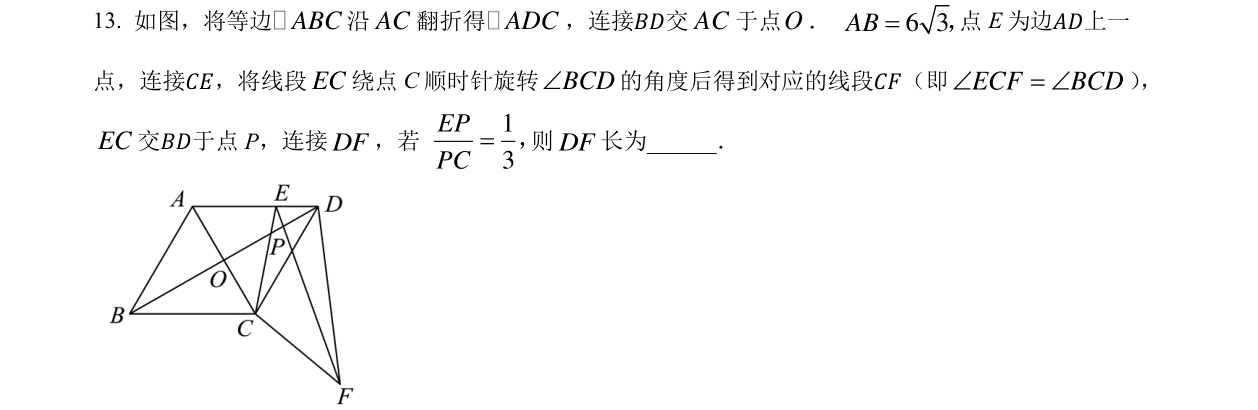 13. 如图，将等边□ABC沿AC翻折得□ADC，连接BD交AC于点O． AB=6√3,点E为边AD上一
点，连接CE，将线段EC绕点C顺时针旋转∠BCD的角度后得到对应的线段CF（即∠ECF=∠BCD），
EC交BD于点P，连接DF，若 EP/PC=1/3,则DF长为______．
A E D
P
O
B C
F